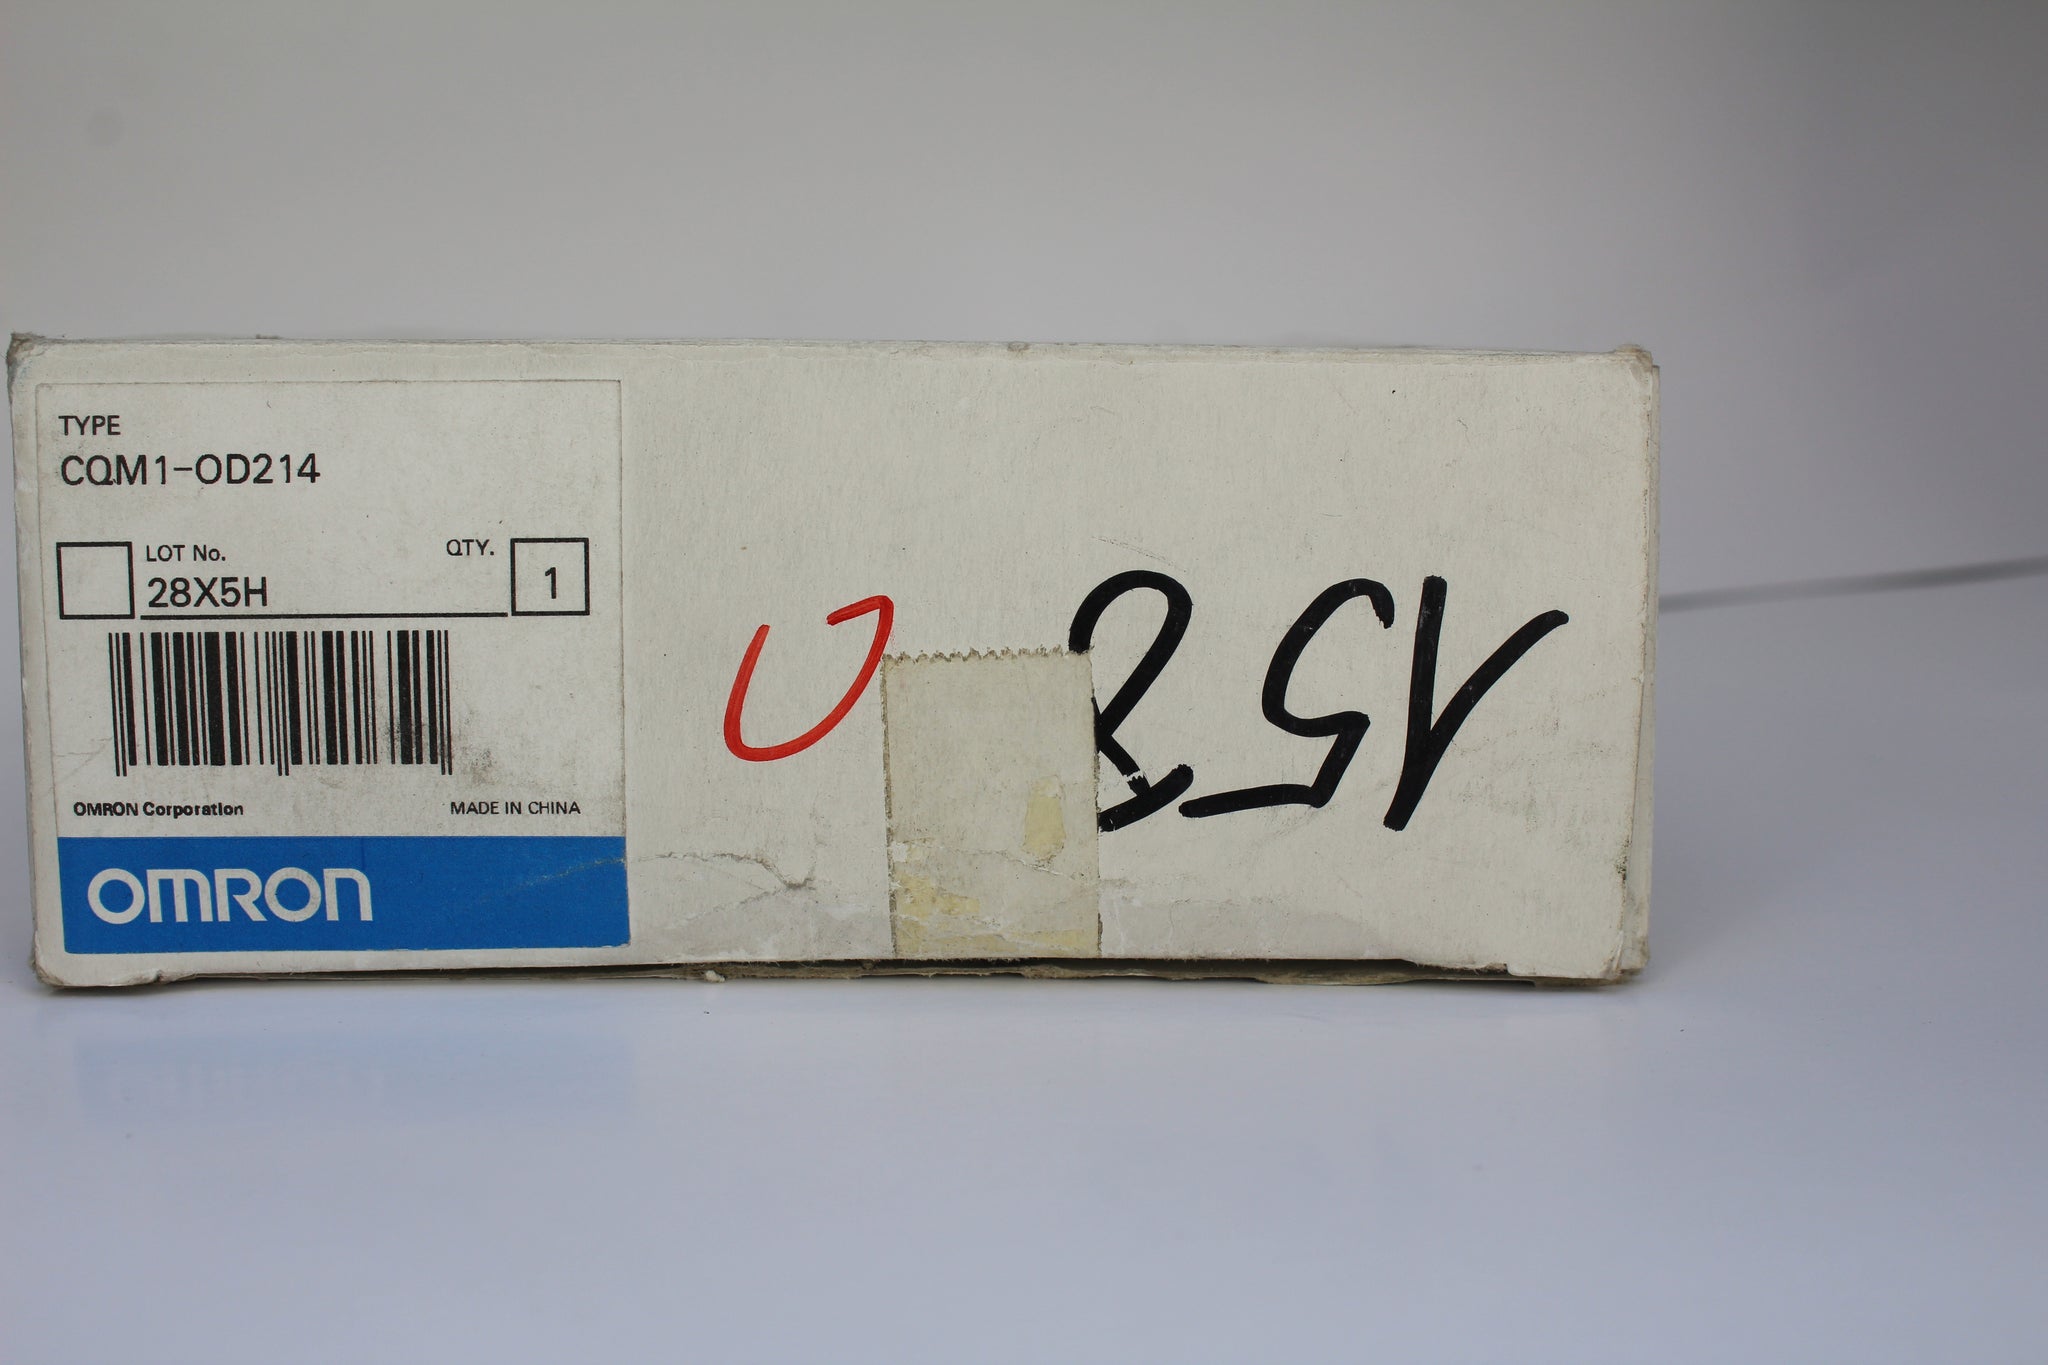 TYPE
CQM1-OD214
LOT No.
QTY.
28X5H
1
OMRON Corporation
MADE IN CHINA
OMRON